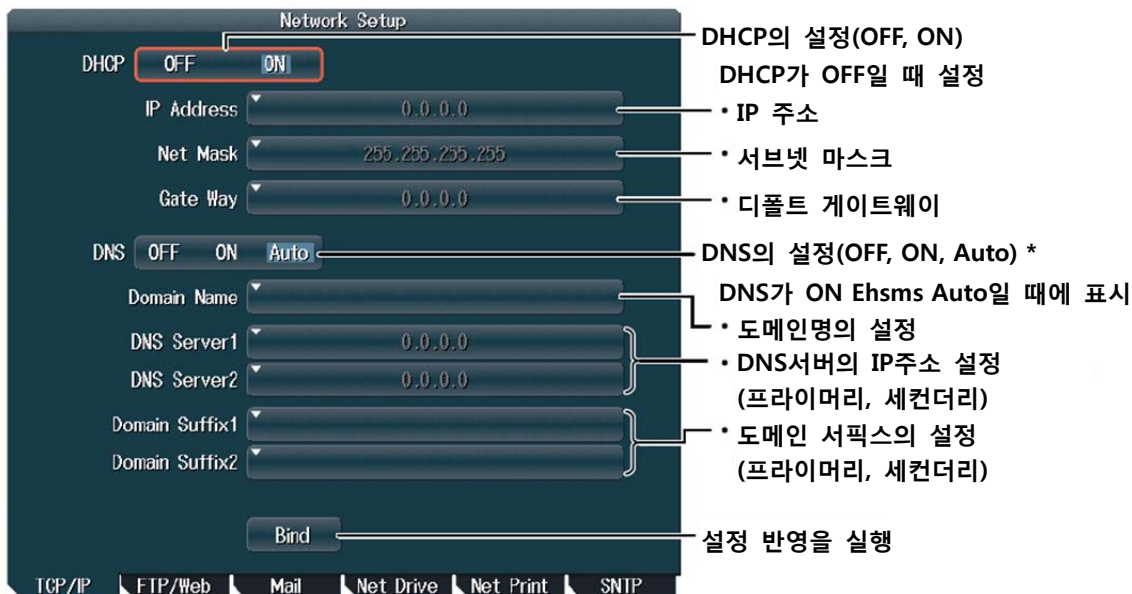 Network Setup
DHCP OFF ON
DHCP의 설정(OFF, ON)
DHCP가 OFF일 때 설정
IP Address 0.0.0.0
・IP 주소
Net Mask 255.255.255.255
・서브넷 마스크
Gate Way 0.0.0.0
・디폴트 게이트웨이
DNS OFF ON Auto
DNS의 설정(OFF, ON, Auto) *
DNS가 ON Ehsms Auto일 때에 표시
Domain Name
・도메인명의 설정
DNS Server1 0.0.0.0
・DNS서버의 IP주소 설정
DNS Server2 0.0.0.0
(프라이머리, 세컨더리)
Domain Suffix1
・도메인 서픽스의 설정
Domain Suffix2
(프라이머리, 세컨더리)
Bind
설정 반영을 실행
TCP/IP FTP/Web Mail Net Drive Net Print SNTP